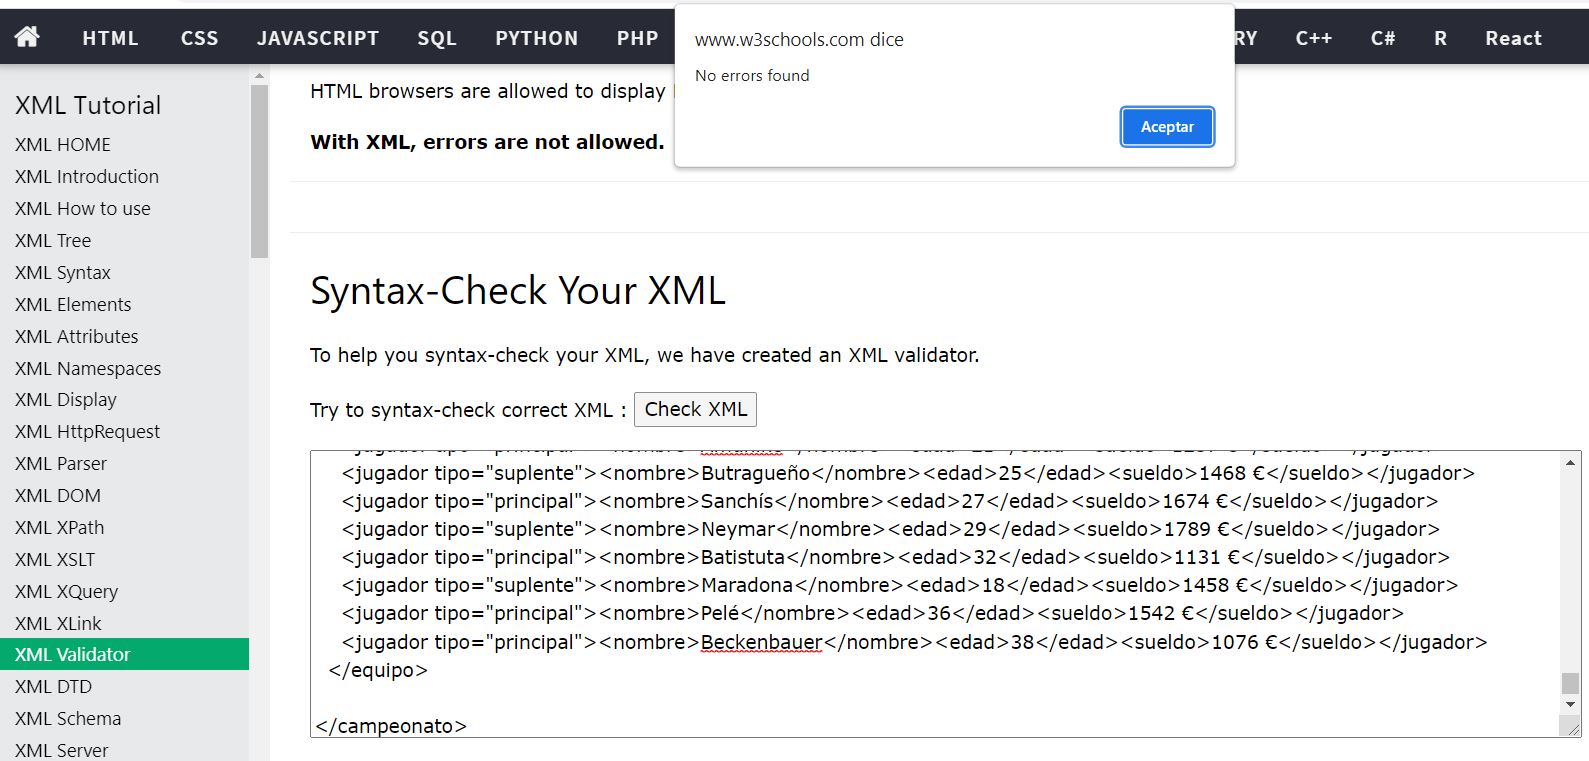 HTML CSS JAVASCRIPT SQL PYTHON PHP RY C++ C# R React
www.w3schools.com dice
No errors found
Aceptar
XML Tutorial
XML HOME
XML Introduction
XML How to use
XML Tree
XML Syntax
XML Elements
XML Attributes
XML Namespaces
XML Display
XML HttpRequest
XML Parser
XML DOM
XML XPath
XML XSLT
XML XQuery
XML XLink
XML Validator
XML DTD
XML Schema
XML Server
HTML browsers are allowed to display
With XML, errors are not allowed.
Syntax-Check Your XML
To help you syntax-check your XML, we have created an XML validator.
Try to syntax-check correct XML : Check XML
<jugador tipo="suplente"><nombre>Butragueño</nombre><edad>25</edad><sueldo>1468 €</sueldo></jugador>
<jugador tipo="principal"><nombre>Sanchís</nombre><edad>27</edad><sueldo>1674 €</sueldo></jugador>
<jugador tipo="suplente"><nombre>Neymar</nombre><edad>29</edad><sueldo>1789 €</sueldo></jugador>
<jugador tipo="principal"><nombre>Batistuta</nombre><edad>32</edad><sueldo>1131 €</sueldo></jugador>
<jugador tipo="suplente"><nombre>Maradona</nombre><edad>18</edad><sueldo>1458 €</sueldo></jugador>
<jugador tipo="principal"><nombre>Pelé</nombre><edad>36</edad><sueldo>1542 €</sueldo></jugador>
<jugador tipo="principal"><nombre>Beckenbauer</nombre><edad>38</edad><sueldo>1076 €</sueldo></jugador>
</equipo>
</campeonato>